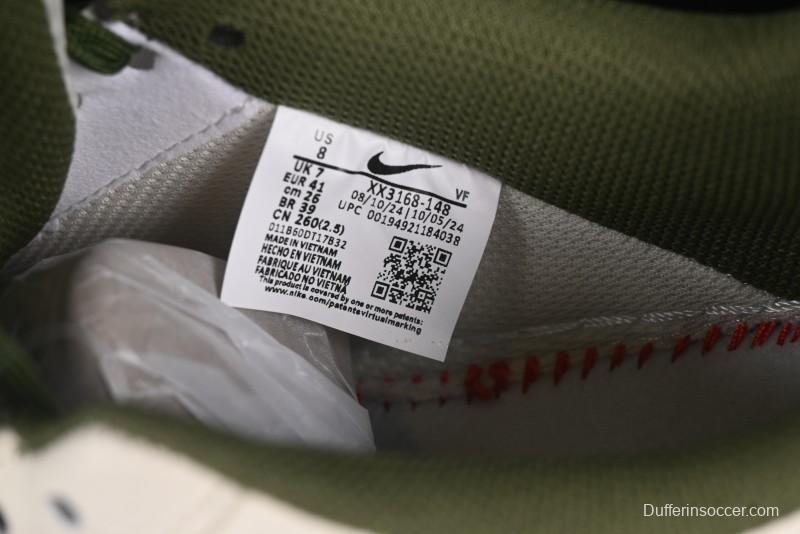 US
8
UK 7
EUR 41
cm 26
BR 39
CN 260(2.5)
VF
XX3168-148
08/10/24 | 10/05/24
UPC 00194921184038
011B60DT17B32
MADE IN VIETNAM
HECHO EN VIETNAM
FABRIQUE AU VIETNAM
FABRICADO NO VIETNÃ
This product is covered by one or more patents:
www.nike.com/patentsvirtualmarking
Dufferinsoccer.com